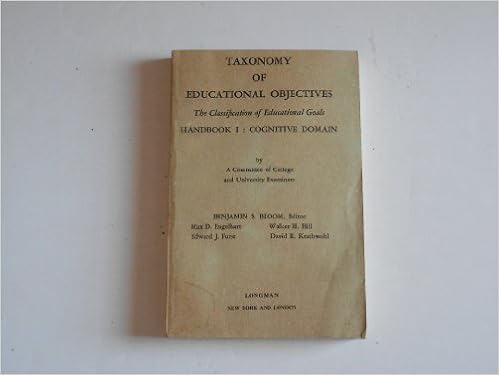 TAXONOMY
OF
EDUCATIONAL OBJECTIVES
The Classification of Educational Goals
HANDBOOK I : COGNITIVE DOMAIN
by
A Committee of College
and University Examiners
BENJAMIN S. BLOOM, Editor
Max D. Engelhart Walker H. Hill
Edward J. Furst David R. Krathwohl
LONGMAN
NEW YORK AND LONDON